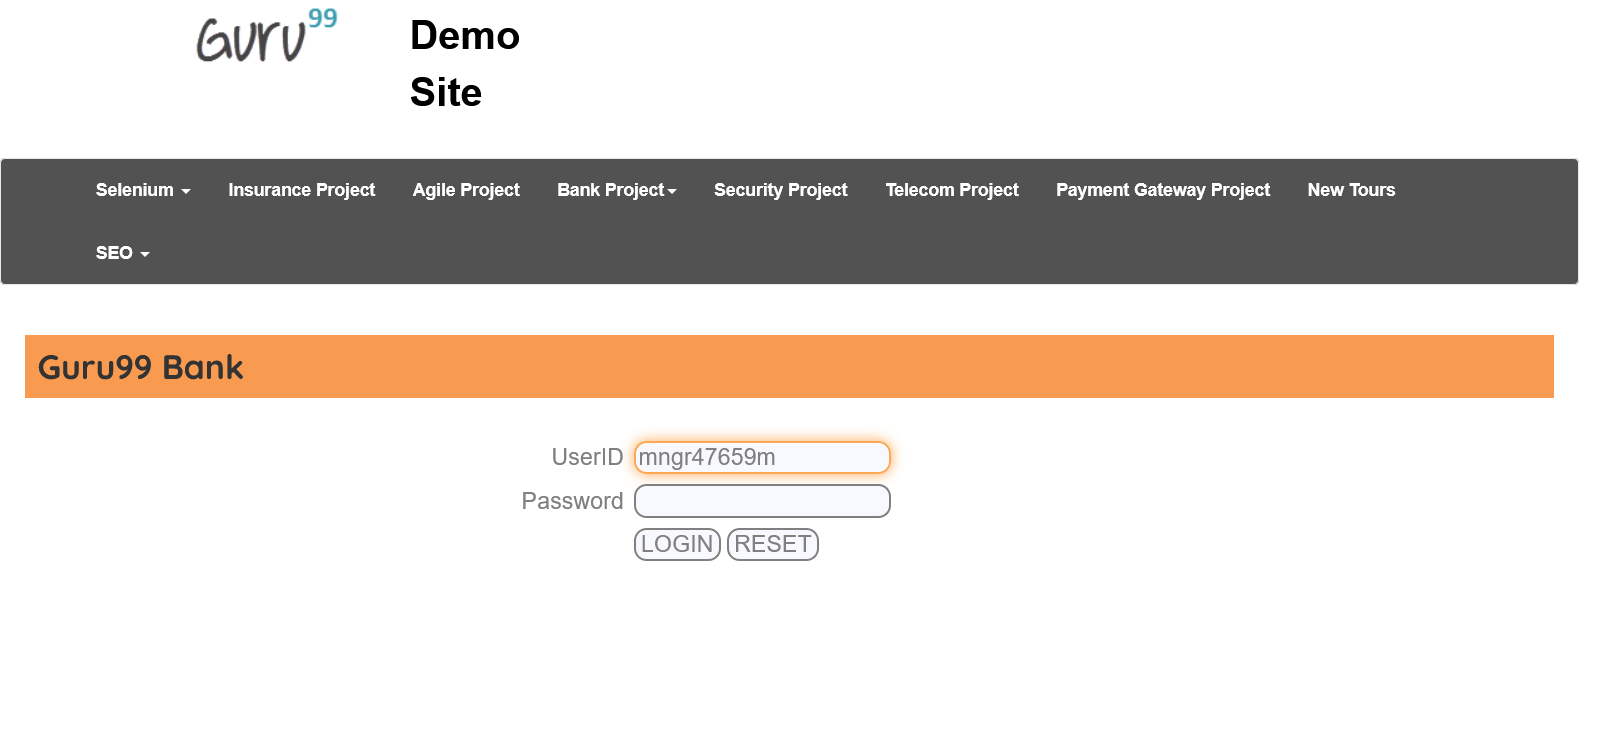 Guru99
Demo
Site
Selenium Insurance Project Agile Project Bank Project Security Project Telecom Project Payment Gateway Project New Tours
SEO
Guru99 Bank
UserID mngr47659m
Password
LOGIN RESET